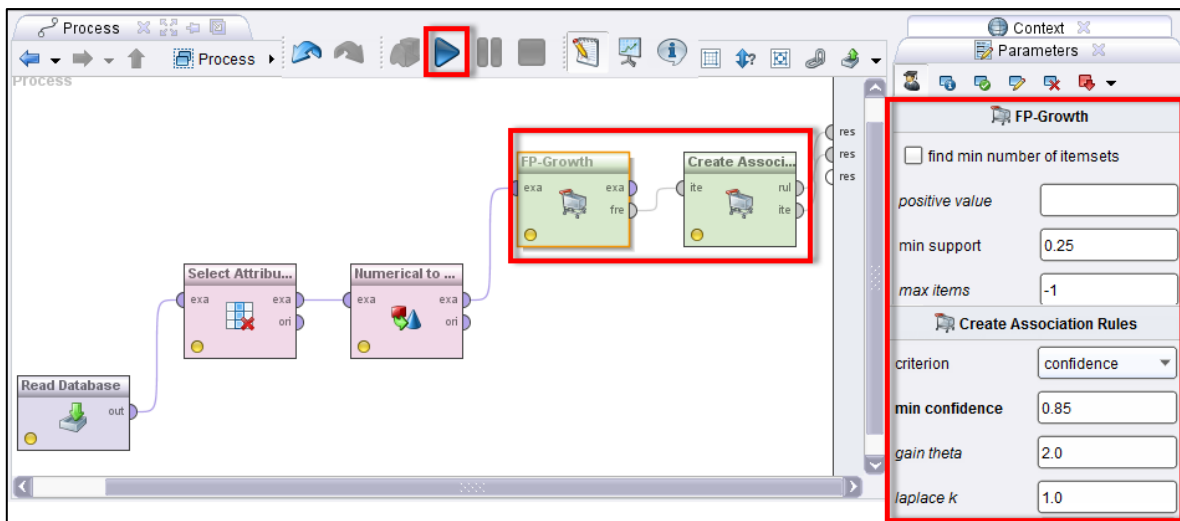 Process
Context
Parameters
Process
Process
FP-Growth
find min number of itemsets
positive value
min support
0.25
max items
-1
Create Association Rules
criterion
confidence
min confidence
0.85
gain theta
2.0
laplace k
1.0
res
res
res
FP-Growth
exa
exa
fre
Create Associ...
ite
rul
ite
Select Attribu...
exa
exa
ori
Numerical to ...
exa
exa
ori
Read Database
out